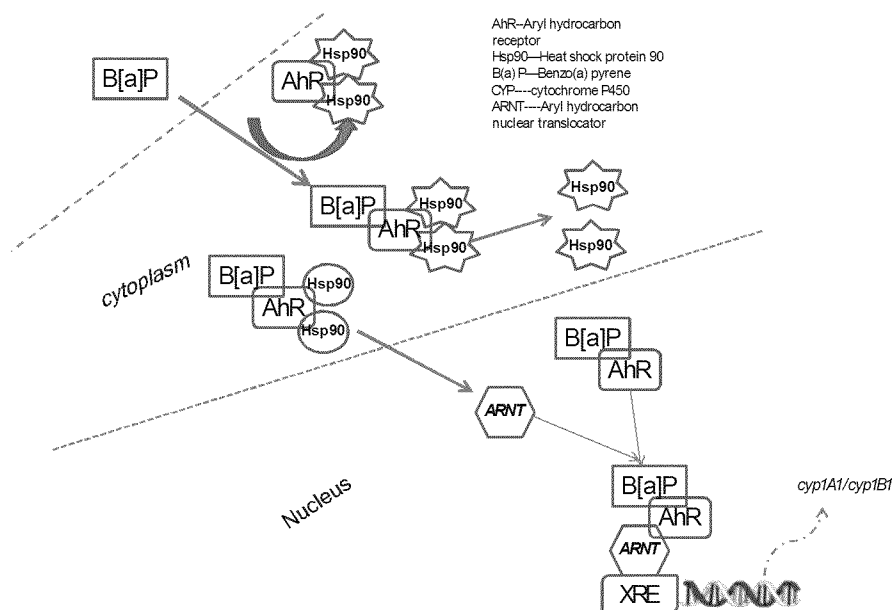 AhR--Aryl hydrocarbon
receptor
Hsp90—Heat shock protein 90
B(a) P—Benzo(a) pyrene
CYP----cytochrome P450
ARNT----Aryl hydrocarbon
nuclear translocator
B[a]P
Hsp90
AhR
Hsp90
B[a]P
Hsp90
AhR
Hsp90
Hsp90
Hsp90
cytoplasm
B[a]P
Hsp90
AhR
Hsp90
B[a]P
AhR
ARNT
Nucleus
B[a]P
AhR
cyp1A1/cyp1B1
ARNT
XRE